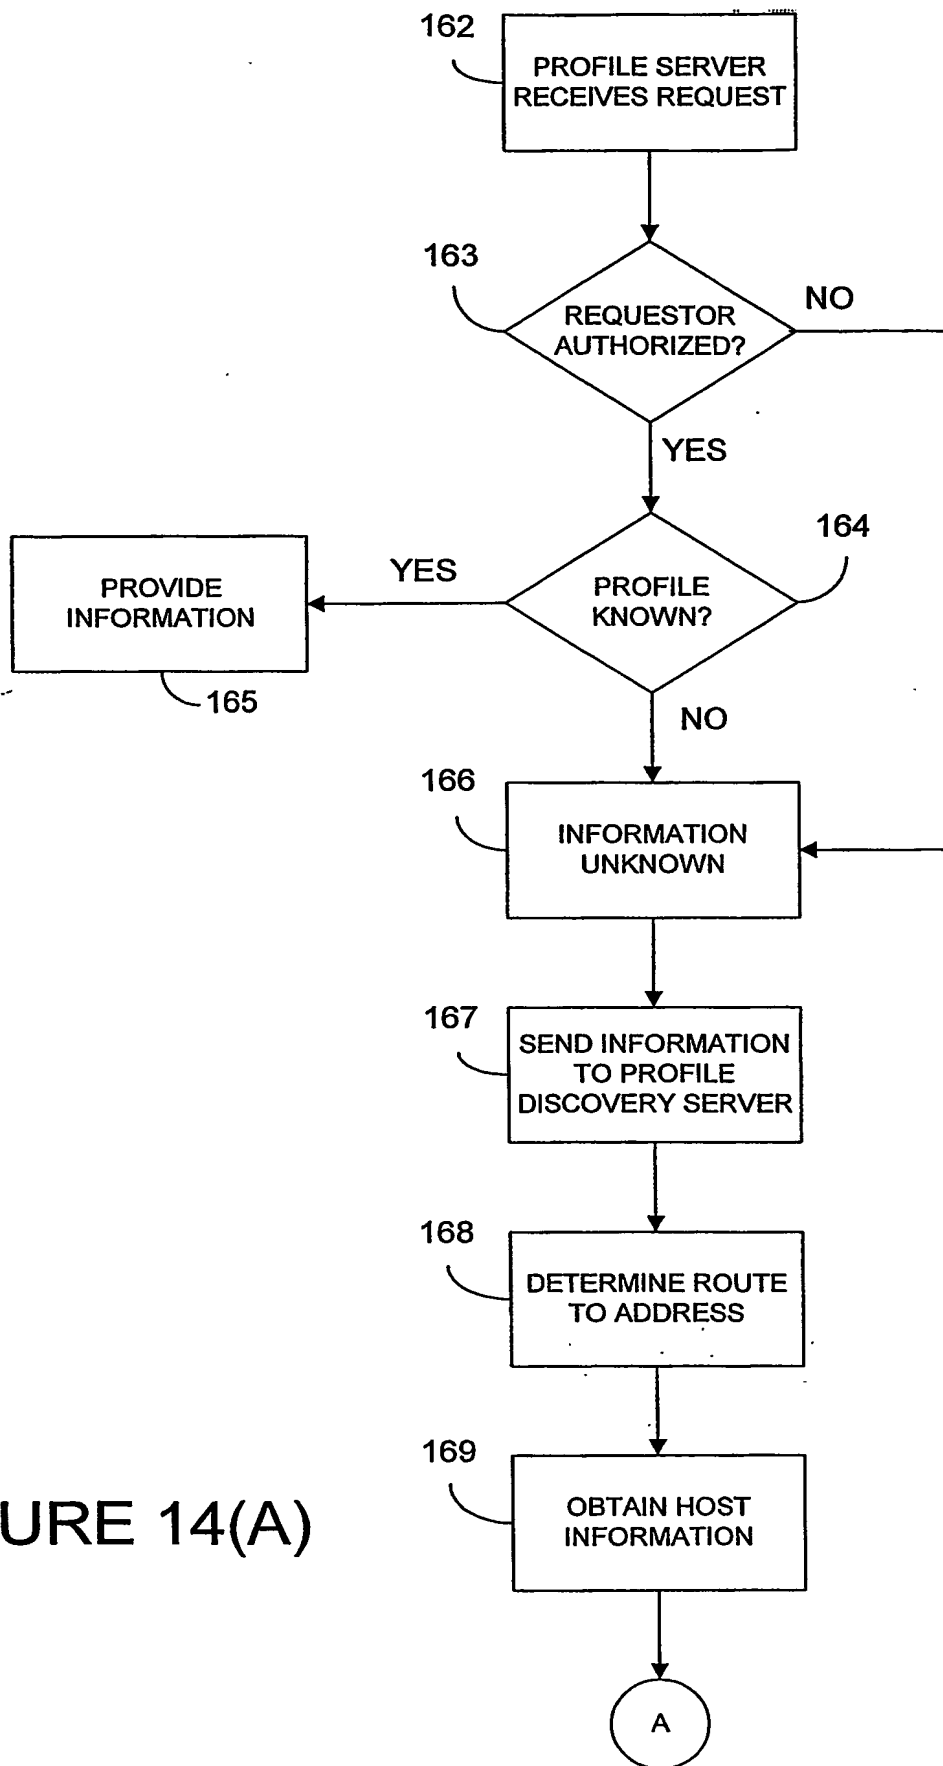 162
PROFILE SERVER
RECEIVES REQUEST
163
REQUESTOR
AUTHORIZED?
NO
YES
164
PROFILE
KNOWN?
YES
PROVIDE
INFORMATION
165
NO
166
INFORMATION
UNKNOWN
167
SEND INFORMATION
TO PROFILE
DISCOVERY SERVER
168
DETERMINE ROUTE
TO ADDRESS
169
OBTAIN HOST
INFORMATION
URE 14(A)
A